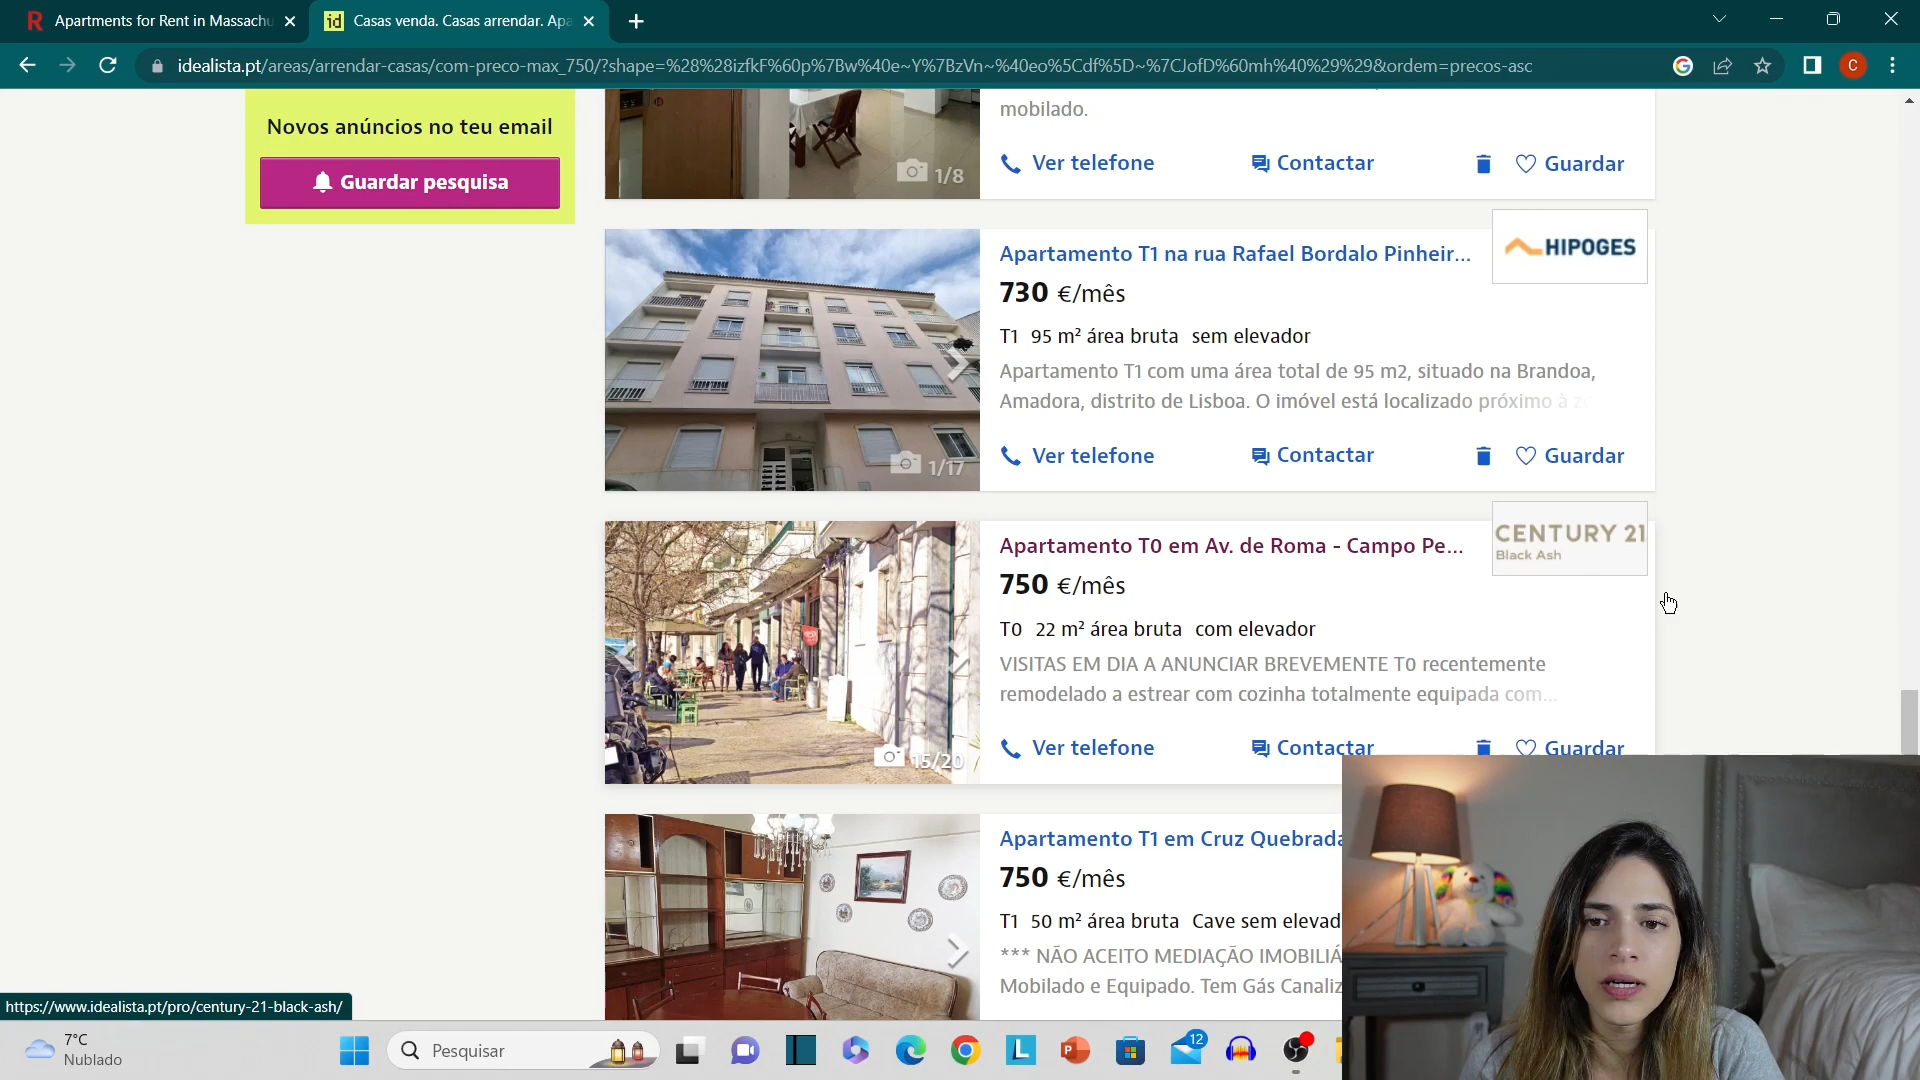 Apartments for Rent in Massachu
Casas venda. Casas arrendar. Apa
idealista.pt/areas/arrendar-casas/com-preco-max_750/?shape=%28%28izfkF%60p%7Bw%40e~Y%7BzVn~%40eo%5Cdf%5D~%7CJofD%60mh%40%29%29&ordem=precos-asc
C
Novos anúncios no teu email
Guardar pesquisa
mobilado.
1/8
Ver telefone Contactar Guardar
Apartamento T1 na rua Rafael Bordalo Pinheir...
HIPOGES
730 €/mês
T1 95 m² área bruta sem elevador
Apartamento T1 com uma área total de 95 m2, situado na Brandoa,
Amadora, distrito de Lisboa. O imóvel está localizado próximo à
1/17
Ver telefone Contactar Guardar
Apartamento T0 em Av. de Roma - Campo Pe...
CENTURY 21
Black Ash
750 €/mês
T0 22 m² área bruta com elevador
VISITAS EM DIA A ANUNCIAR BREVEMENTE T0 recentemente
remodelado a estrear com cozinha totalmente equipada com...
15/20
Ver telefone Contactar Guardar
Apartamento T1 em Cruz Quebrada
750 €/mês
T1 50 m² área bruta Cave sem elevad
*** NÃO ACEITO MEDIAÇÃO IMOBILIÁ
Mobilado e Equipado. Tem Gás Canaliz
https://www.idealista.pt/pro/century-21-black-ash/
7°C
Nublado
Pesquisar
12